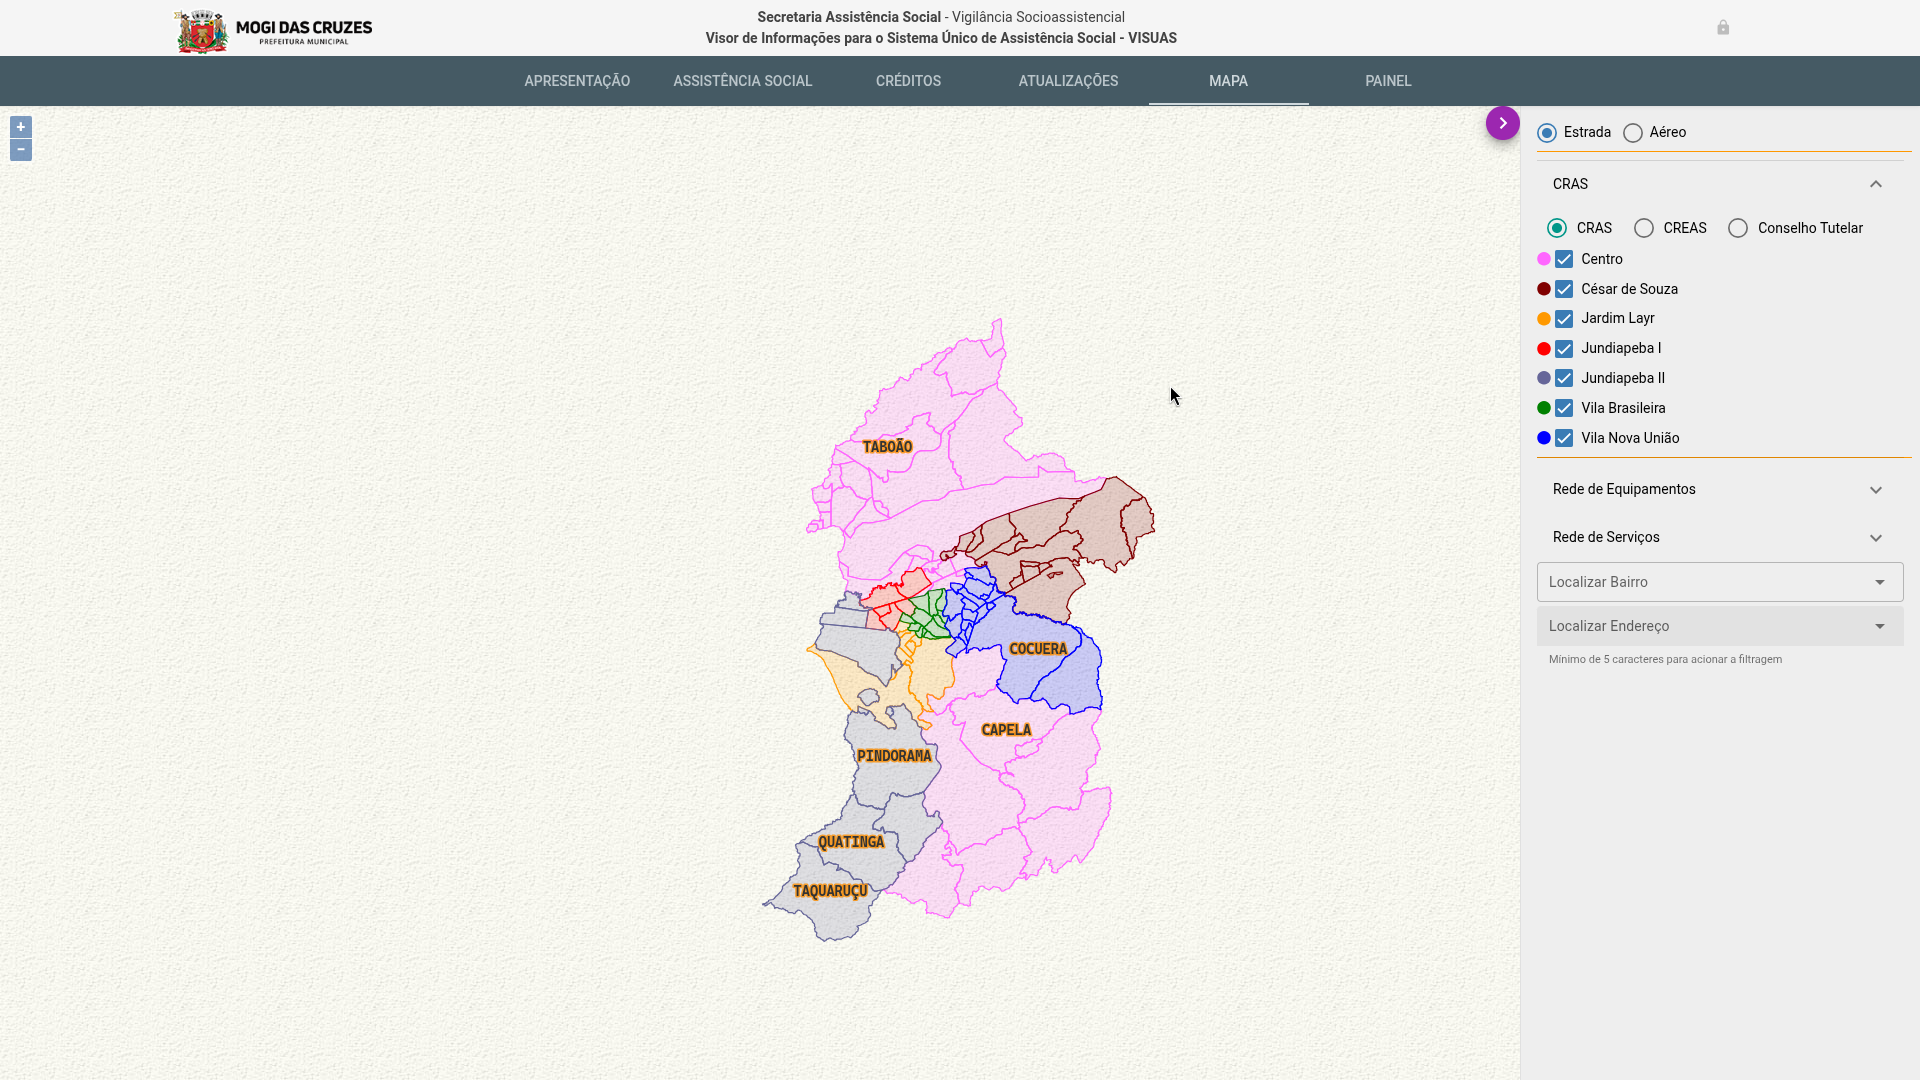 MOGI DAS CRUZES
PREFEITURA MUNICIPAL
Secretaria Assistência Social - Vigilância Socioassistencial
Visor de Informações para o Sistema Único de Assistência Social - VISUAS
APRESENTAÇÃO
ASSISTÊNCIA SOCIAL
CRÉDITOS
ATUALIZAÇÕES
MAPA
PAINEL
+
−
Estrada
Aéreo
CRAS
CRAS
CREAS
Conselho Tutelar
Centro
César de Souza
Jardim Layr
Jundiapeba I
Jundiapeba II
Vila Brasileira
Vila Nova União
Rede de Equipamentos
Rede de Serviços
Localizar Bairro
Localizar Endereço
Mínimo de 5 caracteres para acionar a filtragem
TABOÃO
COCUERA
CAPELA
PINDORAMA
QUATINGA
TAQUARUÇU